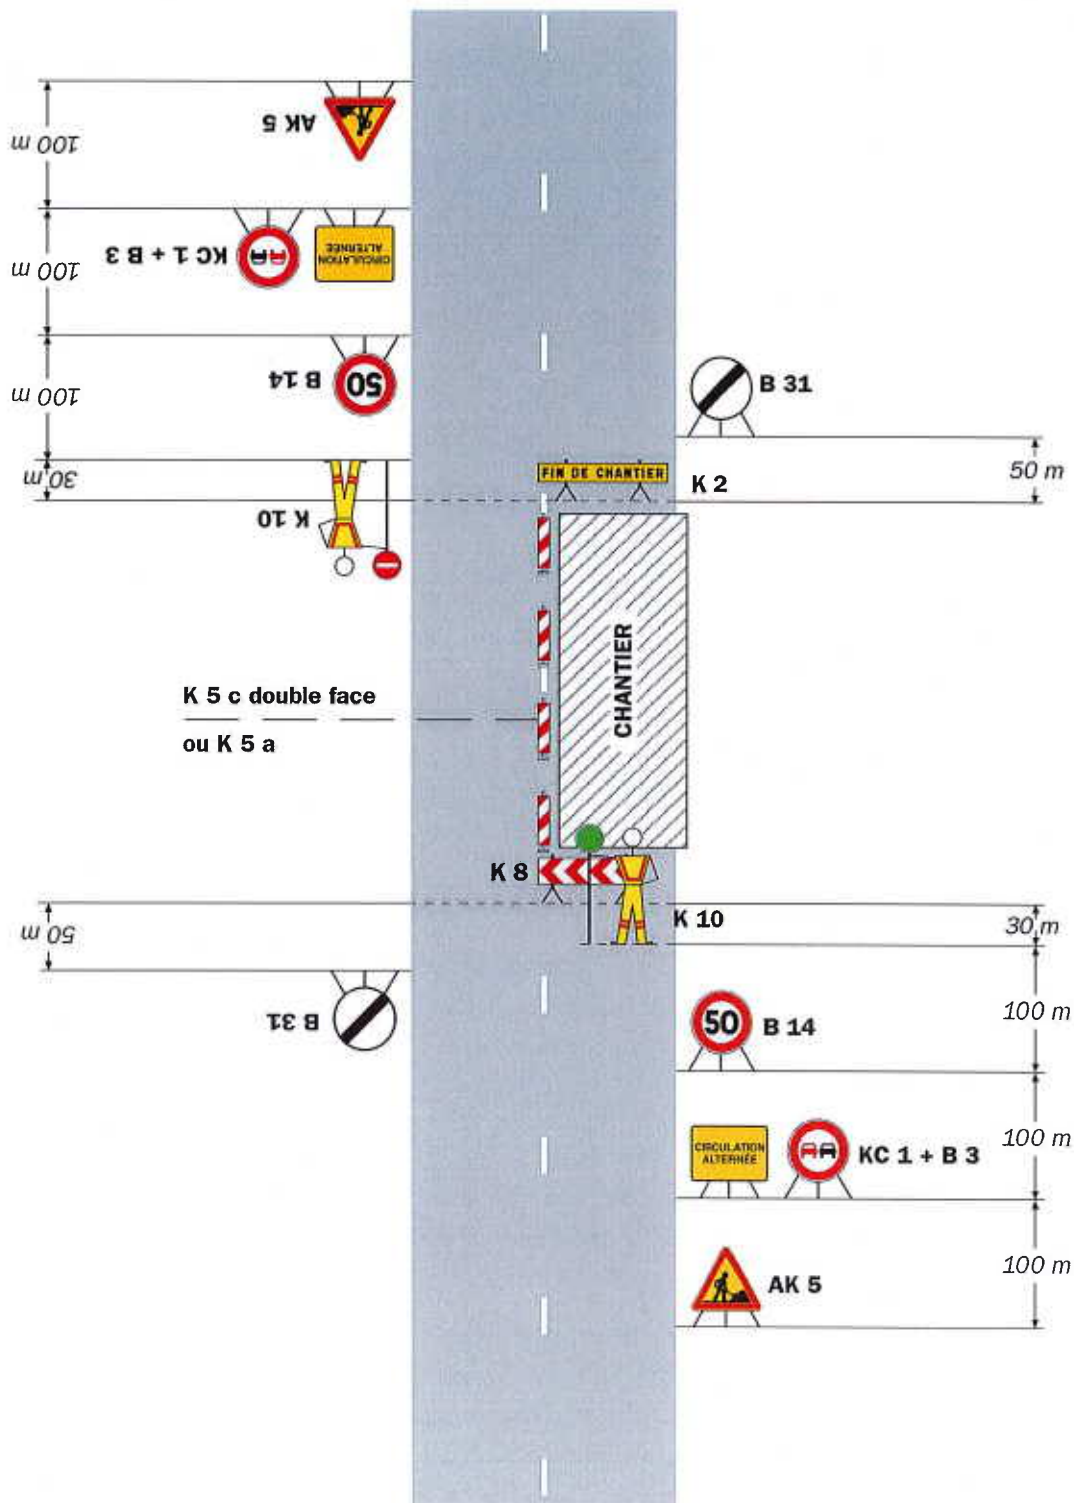 AK 5
100 m
KC 1 + B 3
CIRCULATION
ALTERNÉE
100 m
B 14
50
100 m
B 31
30 m
FIN DE CHANTIER
K 2
50 m
K 10
CHANTIER
K 5 c double face
ou K 5 a
K 8
K 10
50 m
30 m
B 31
50
B 14
100 m
CIRCULATION
ALTERNÉE
KC 1 + B 3
100 m
AK 5
100 m